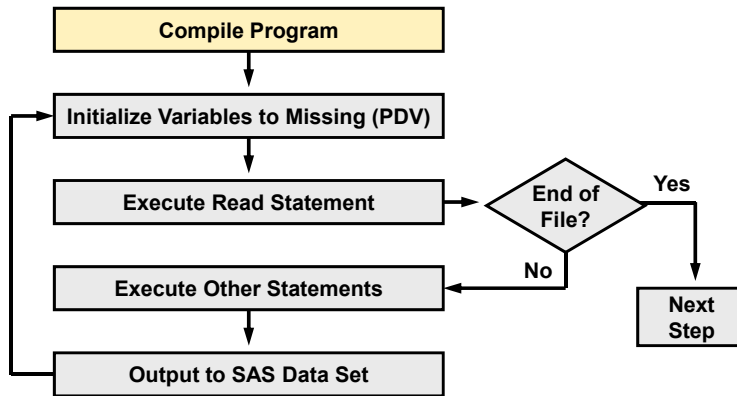 Compile Program
Initialize Variables to Missing (PDV)
Execute Read Statement
End of
File?
Yes
No
Execute Other Statements
Next
Step
Output to SAS Data Set